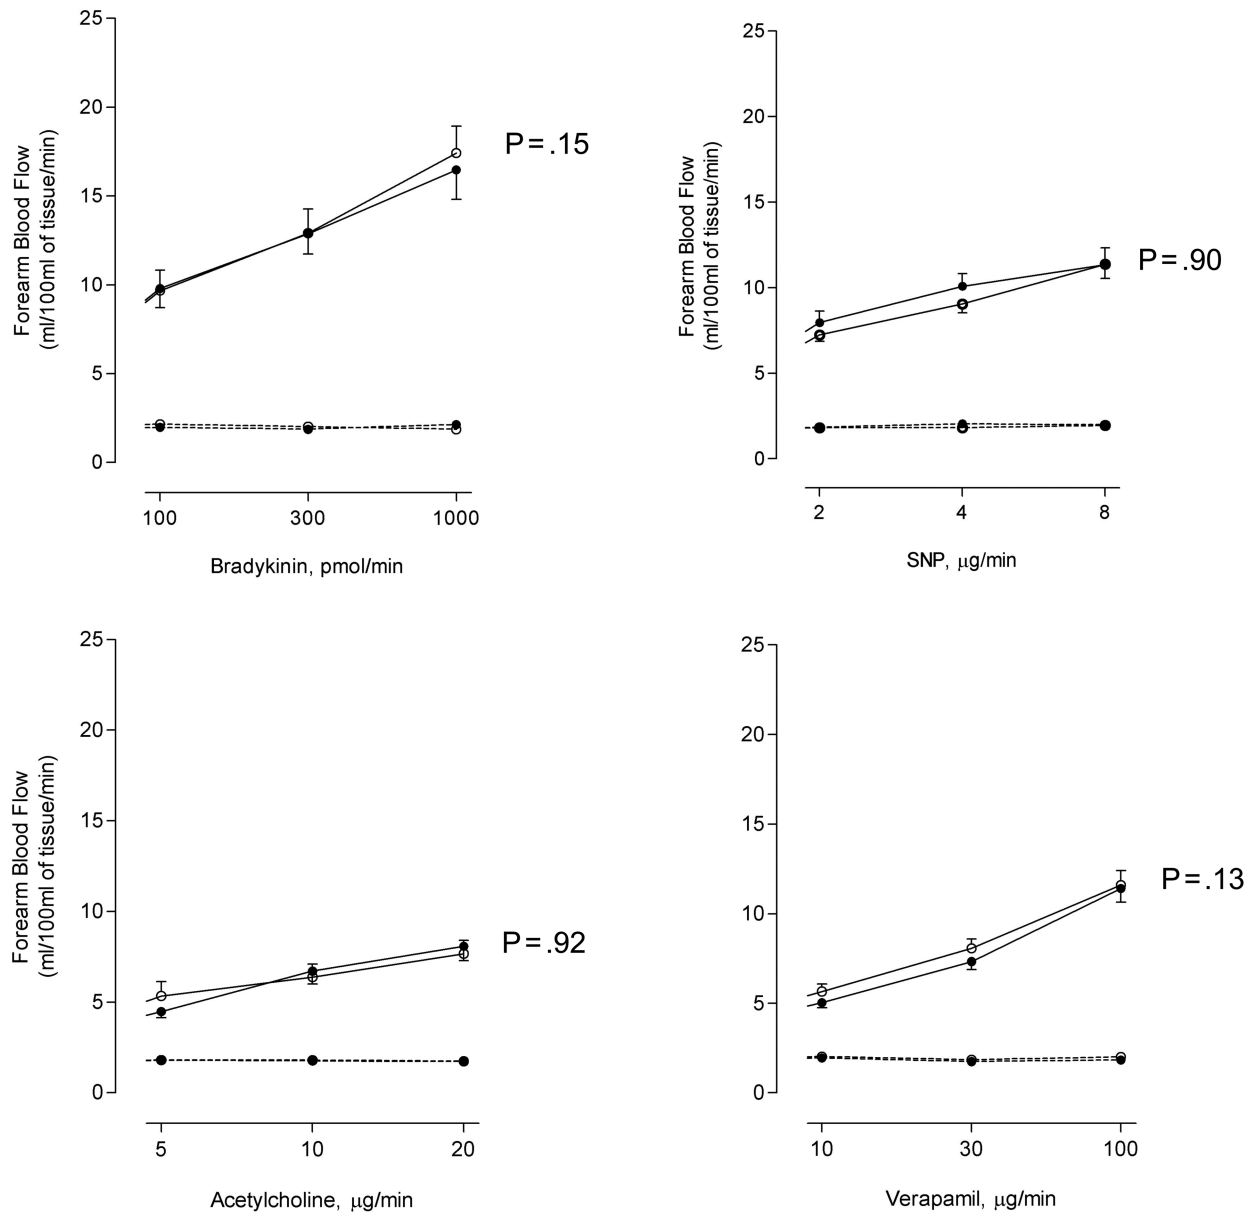 25
20
15
10
5
0
Forearm Blood Flow
(ml/100ml of tissue/min)
P=.15
100 300 1000
Bradykinin, pmol/min
25
20
15
10
5
0
Forearm Blood Flow
(ml/100ml of tissue/min)
P=.90
2 4 8
SNP, μg/min
25
20
15
10
5
0
Forearm Blood Flow
(ml/100ml of tissue/min)
P=.92
5 10 20
Acetylcholine, μg/min
25
20
15
10
5
0
P=.13
10 30 100
Verapamil, μg/min